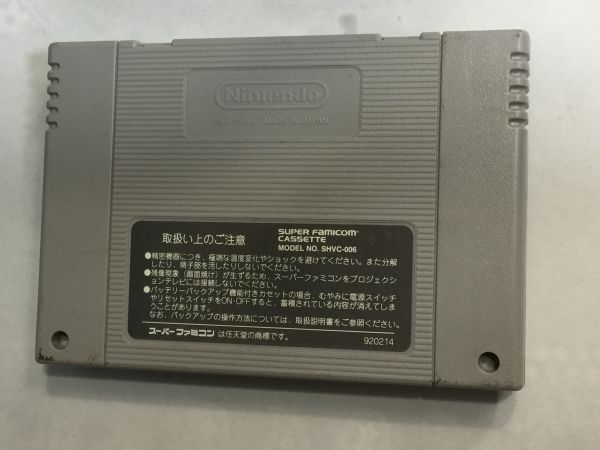 Nintendo
PAT. PEND. MADE IN JAPAN
取扱い上のご注意
SUPER FAMICOM
CASSETTE
MODEL NO. SHVC-006
●精密機器につき、極端な温度変化やショックを避けてください。また分解
したり、端子部を汚したりしないでください。
●残像現象（画面焼け）が生ずるため、スーパーファミコンをプロジェクシ
ョンテレビには接続しないでください。
●バッテリーバックアップ機能付きカセットの場合、むやみに電源スイッチ
やリセットスイッチをON・OFFすると、蓄積されている内容が消えてしま
うことがあります。
なお、バックアップの操作方法については、取扱説明書をご参照ください。
スーパーファミコン は任天堂の商標です。
920214